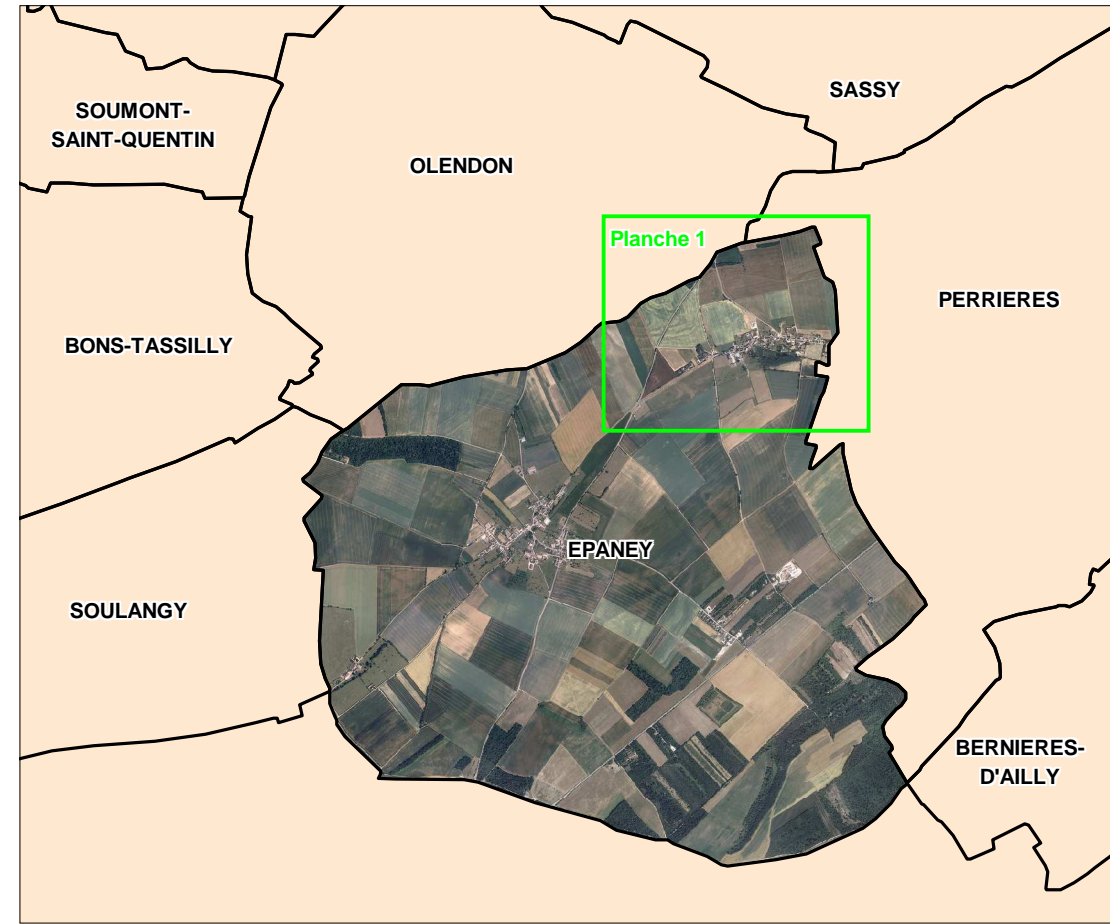 SASSY
SOUMONT-
SAINT-QUENTIN
OLENDON
Planche 1
PERRIERES
BONS-TASSILLY
EPANEY
SOULANGY
BERNIERES-
D'AILLY